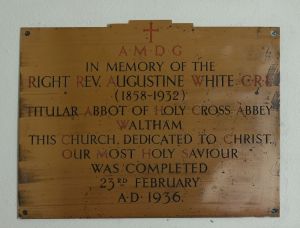 A·M·D·G
IN MEMORY OF THE
RIGHT REV. AUGUSTINE WHITE C·R·L
(1858-1932)
TITULAR ABBOT OF HOLY CROSS ABBEY
WALTHAM
THIS CHURCH, DEDICATED TO CHRIST,
OUR MOST HOLY SAVIOUR
WAS COMPLETED
23RD FEBRUARY
A·D·1936.